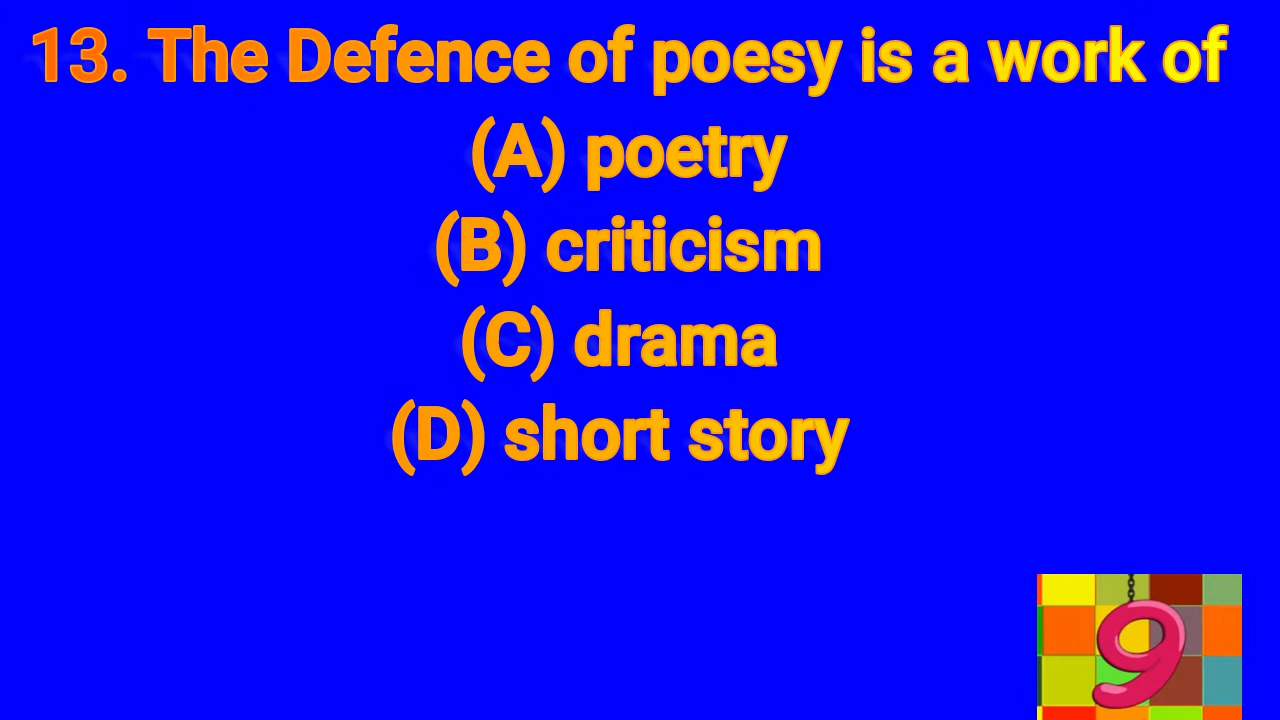 13. The Defence of poesy is a work of
(A) poetry
(B) criticism
(C) drama
(D) short story
9